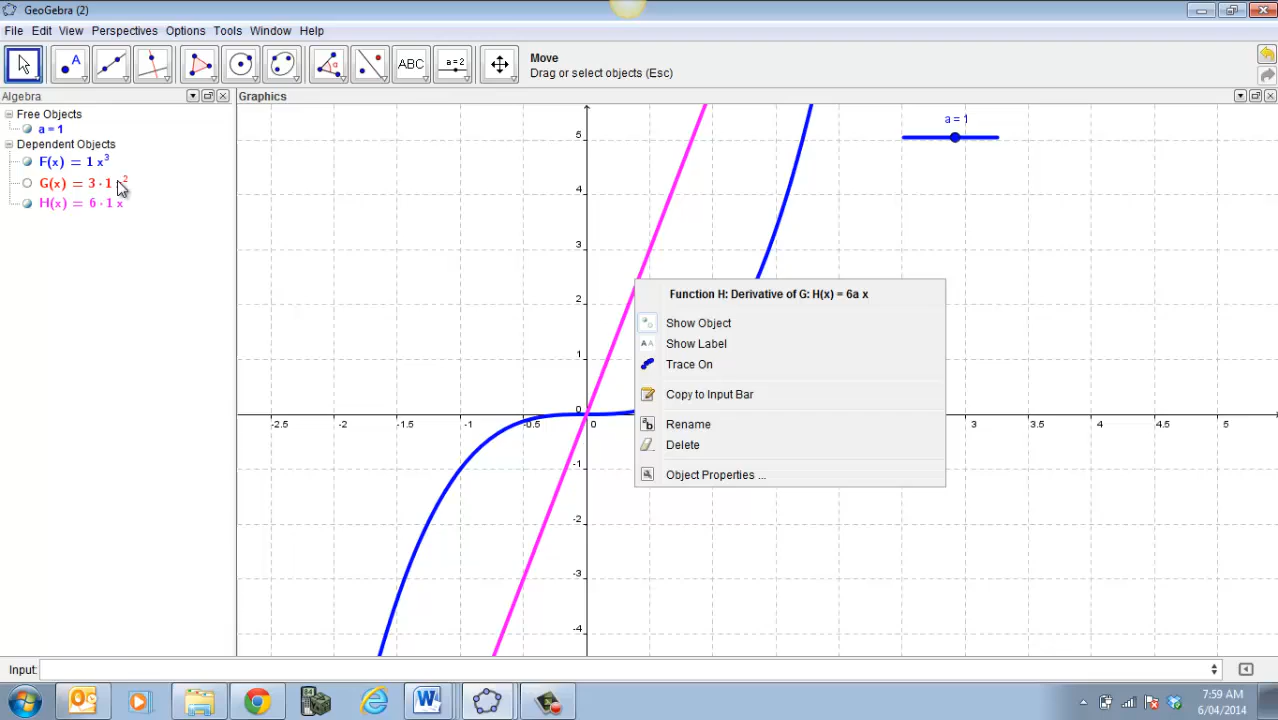 GeoGebra (2)
File Edit View Perspectives Options Tools Window Help
A
ABC
a=2
Move
Drag or select objects (Esc)
Algebra
Graphics
Free Objects
a = 1
Dependent Objects
F(x) = 1 x³
G(x) = 3 · 1 ²
H(x) = 6 · 1 x
a = 1
5
4
3
2
1
0
-1
-2
-3
-4
-2.5 -2 -1.5 -1 -0.5 0 3 3.5 4 4.5 5
Function H: Derivative of G: H(x) = 6a x
Show Object
AA Show Label
Trace On
Copy to Input Bar
Rename
Delete
Object Properties ...
Input:
7:59 AM
6/04/2014